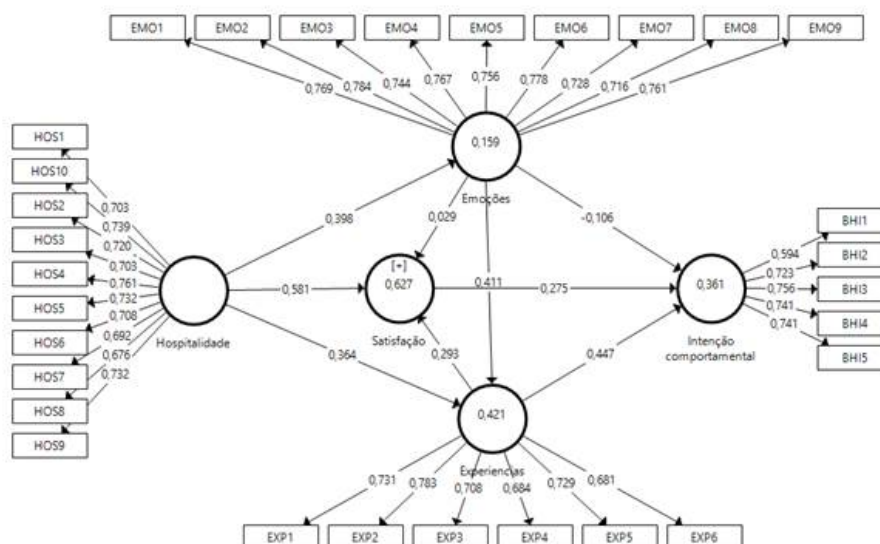 EMO1 EMO2 EMO3 EMO4 EMO5 EMO6 EMO7 EMO8 EMO9
0,769 0,784 0,744 0,767 0,756 0,778 0,728 0,716 0,761
0,159
Emoções
HOS1
HOS10
HOS2
HOS3
HOS4
HOS5
HOS6
HOS7
HOS8
HOS9
0,703
0,739
0,720
0,703
0,761
0,732
0,708
0,692
0,676
0,732
Hospitalidade
0,398
0,581
0,364
0,029
0,411
-0,106
[+]
0,627
Satisfação
0,275
0,293
0,447
0,361
Intenção
comportamental
0,594
0,723
0,756
0,741
0,741
BHI1
BHI2
BHI3
BHI4
BHI5
0,421
Experiencias
0,731 0,783 0,708 0,684 0,729 0,681
EXP1 EXP2 EXP3 EXP4 EXP5 EXP6